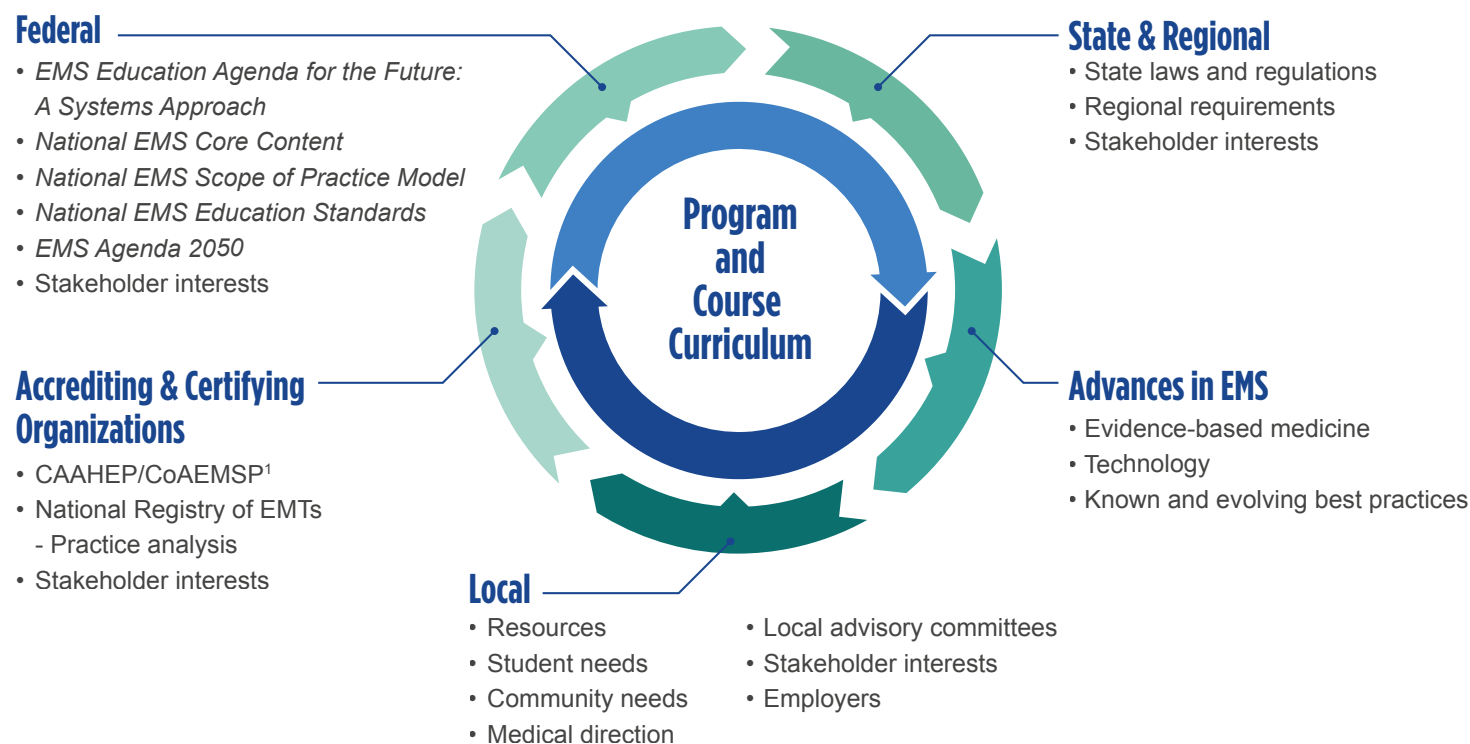 Federal
• EMS Education Agenda for the Future:
A Systems Approach
• National EMS Core Content
• National EMS Scope of Practice Model
• National EMS Education Standards
• EMS Agenda 2050
• Stakeholder interests
State & Regional
• State laws and regulations
• Regional requirements
• Stakeholder interests
Program
and
Course
Curriculum
Accrediting & Certifying
Organizations
• CAAHEP/CoAEMSP¹
• National Registry of EMTs
- Practice analysis
• Stakeholder interests
Advances in EMS
• Evidence-based medicine
• Technology
• Known and evolving best practices
Local
• Resources
• Student needs
• Community needs
• Medical direction
• Local advisory committees
• Stakeholder interests
• Employers